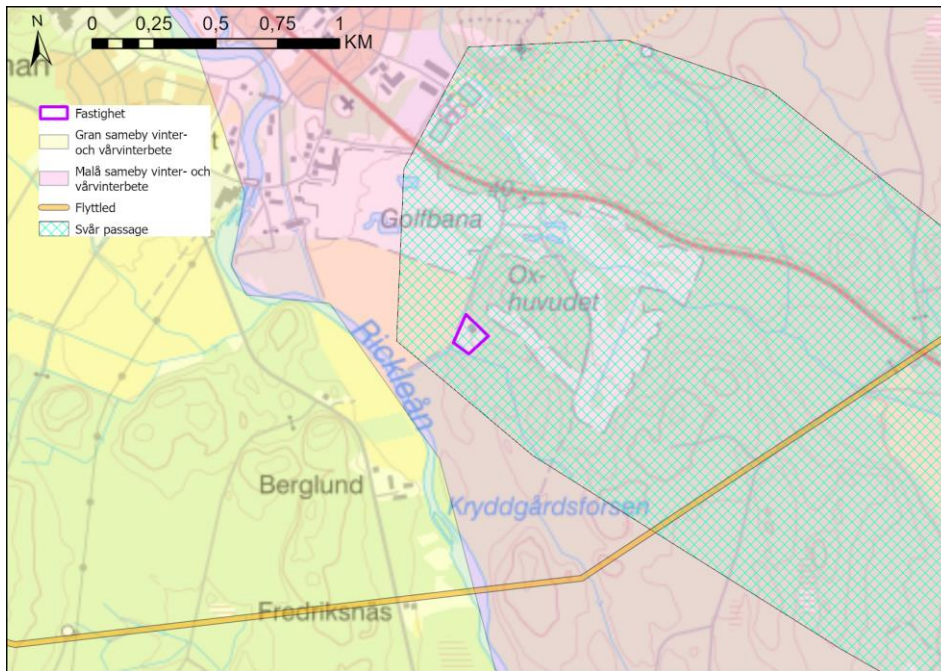 N
0 0,25 0,5 0,75 1
KM
nan
Fastighet
Gran sameby vinter-
och vårvinterbete
t
Malå sameby vinter- och
vårvinterbete
Flyttled
Svår passage
40
Golfbana
Ox-
huvudet
Rickleån
Berglund
Kryddgårdsforsen
Fredriksnäs